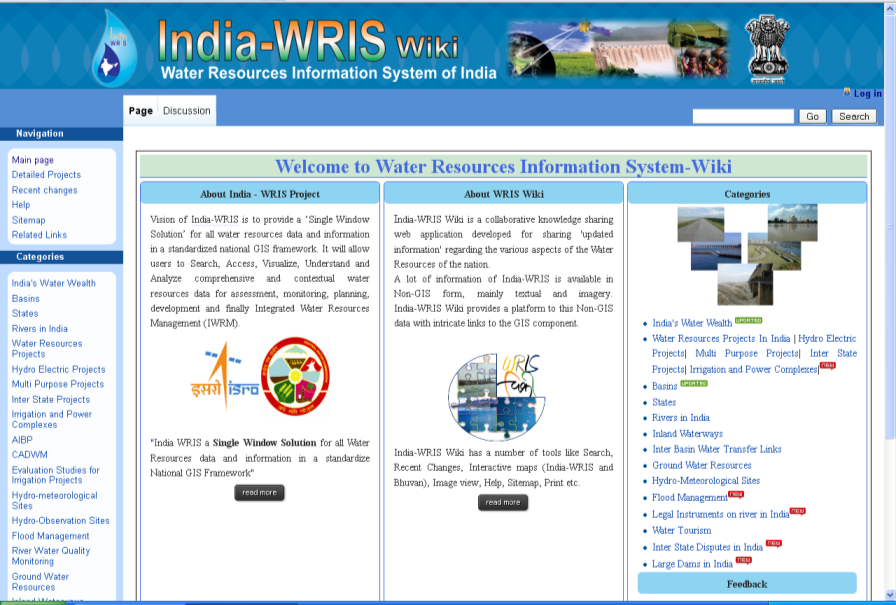 India-WRIS Wiki
Water Resources Information System of India
WRIS
Log in
Page
Discussion
Go
Search
Navigation
Main page
Detailed Projects
Recent changes
Help
Sitemap
Related Links
Categories
India's Water Wealth
Basins
States
Rivers in India
Water Resources
Projects
Hydro Electric Projects
Multi Purpose Projects
Inter State Projects
Irrigation and Power
Complexes
AIBP
CADWM
Evaluation Studies for
Irrigation Projects
Hydro-meteorological
Sites
Hydro-Observation Sites
Flood Management
River Water Quality
Monitoring
Ground Water
Resources
Inland Waterways
Welcome to Water Resources Information System-Wiki
About India - WRIS Project
Vision of India-WRIS is to provide a ‘Single Window
Solution’ for all water resources data and information
in a standardized national GIS framework. It will allow
users to Search, Access, Visualize, Understand and
Analyze comprehensive and contextual water
resources data for assessment, monitoring, planning,
development and finally Integrated Water Resources
Management (IWRM).
इसरो isro
"India WRIS a Single Window Solution for all Water
Resources data and information in a standardize
National GIS Framework"
read more
About WRIS Wiki
India-WRIS Wiki is a collaborative knowledge sharing
web application developed for sharing 'updated
information' regarding the various aspects of the Water
Resources of the nation.
A lot of information of India-WRIS is available in
Non-GIS form, mainly textual and imagery.
India-WRIS Wiki provides a platform to this Non-GIS
data with intricate links to the GIS component.
India-WRIS Wiki has a number of tools like Search,
Recent Changes, Interactive maps (India-WRIS and
Bhuvan), Image view, Help, Sitemap, Print etc.
read more
Categories
India's Water Wealth UPDATED
Water Resources Projects In India | Hydro Electric
Projects| Multi Purpose Projects| Inter State
Projects| Irrigation and Power Complexes| new
Basins UPDATED
States
Rivers in India
Inland Waterways
Inter Basin Water Transfer Links
Ground Water Resources
Hydro-Meteorological Sites
Flood Management new
Legal Instruments on river in India new
Water Tourism
Inter State Disputes in India new
Large Dams in India new
Feedback